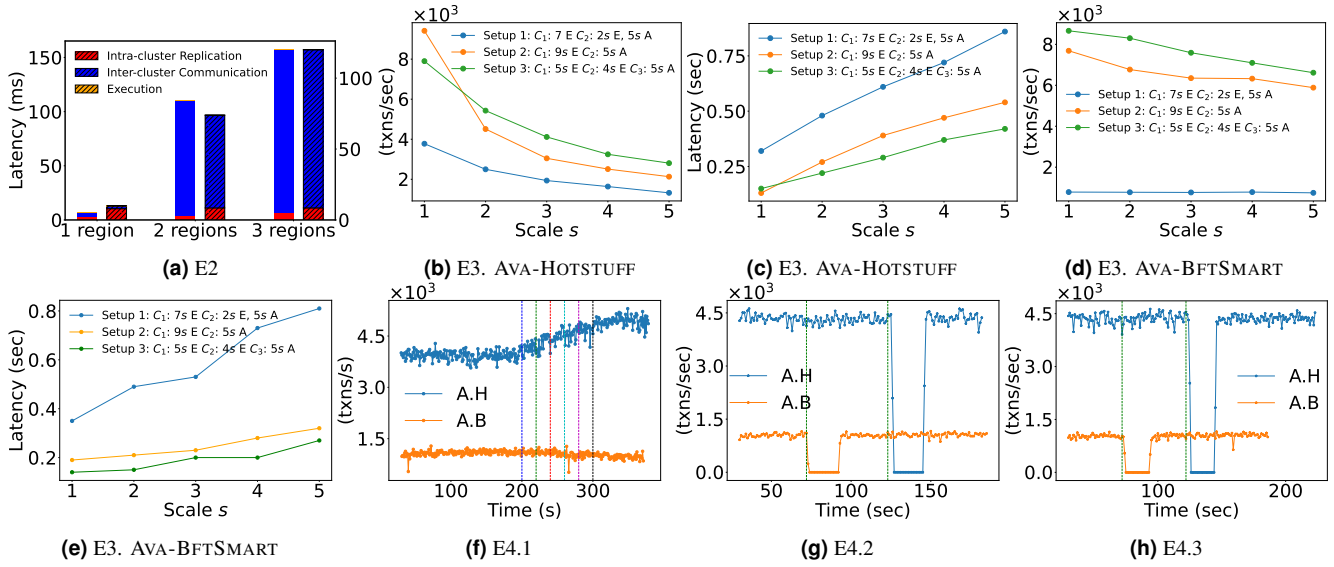 150
100
50
0
Latency (ms)
Intra-cluster Replication
Inter-cluster Communication
Execution
100
50
0
1 region
2 regions
3 regions
(a) E2
×10³
8
6
4
2
(txns/sec)
Setup 1: C₁: 7 E C₂: 2s E, 5s A
Setup 2: C₁: 9s E C₂: 5s A
Setup 3: C₁: 5s E C₂: 4s E C₃: 5s A
1 2 3 4 5
Scale s
(b) E3. AVA-HOTSTUFF
0.75
0.50
0.25
Latency (sec)
Setup 1: C₁: 7s E C₂: 2s E, 5s A
Setup 2: C₁: 9s E C₂: 5s A
Setup 3: C₁: 5s E C₂: 4s E C₃: 5s A
1 2 3 4 5
Scale s
(c) E3. AVA-HOTSTUFF
×10³
8
6
4
2
(txns/sec)
Setup 1: C₁: 7s E C₂: 2s E, 5s A
Setup 2: C₁: 9s E C₂: 5s A
Setup 3: C₁: 5s E C₂: 4s E C₃: 5s A
1 2 3 4 5
Scale s
(d) E3. AVA-BFTSMART
0.8
0.6
0.4
0.2
Latency (sec)
Setup 1: C₁: 7s E C₂: 2s E, 5s A
Setup 2: C₁: 9s E C₂: 5s A
Setup 3: C₁: 5s E C₂: 4s E C₃: 5s A
1 2 3 4 5
Scale s
(e) E3. AVA-BFTSMART
×10³
4.5
3.0
1.5
(txns/s)
A.H
A.B
100 200 300
Time (s)
(f) E4.1
×10³
4.5
3.0
1.5
0.0
(txns/sec)
A.H
A.B
50 100 150
Time (sec)
(g) E4.2
×10³
4.5
3.0
1.5
0.0
(txns/sec)
A.H
A.B
100 200
Time (sec)
(h) E4.3